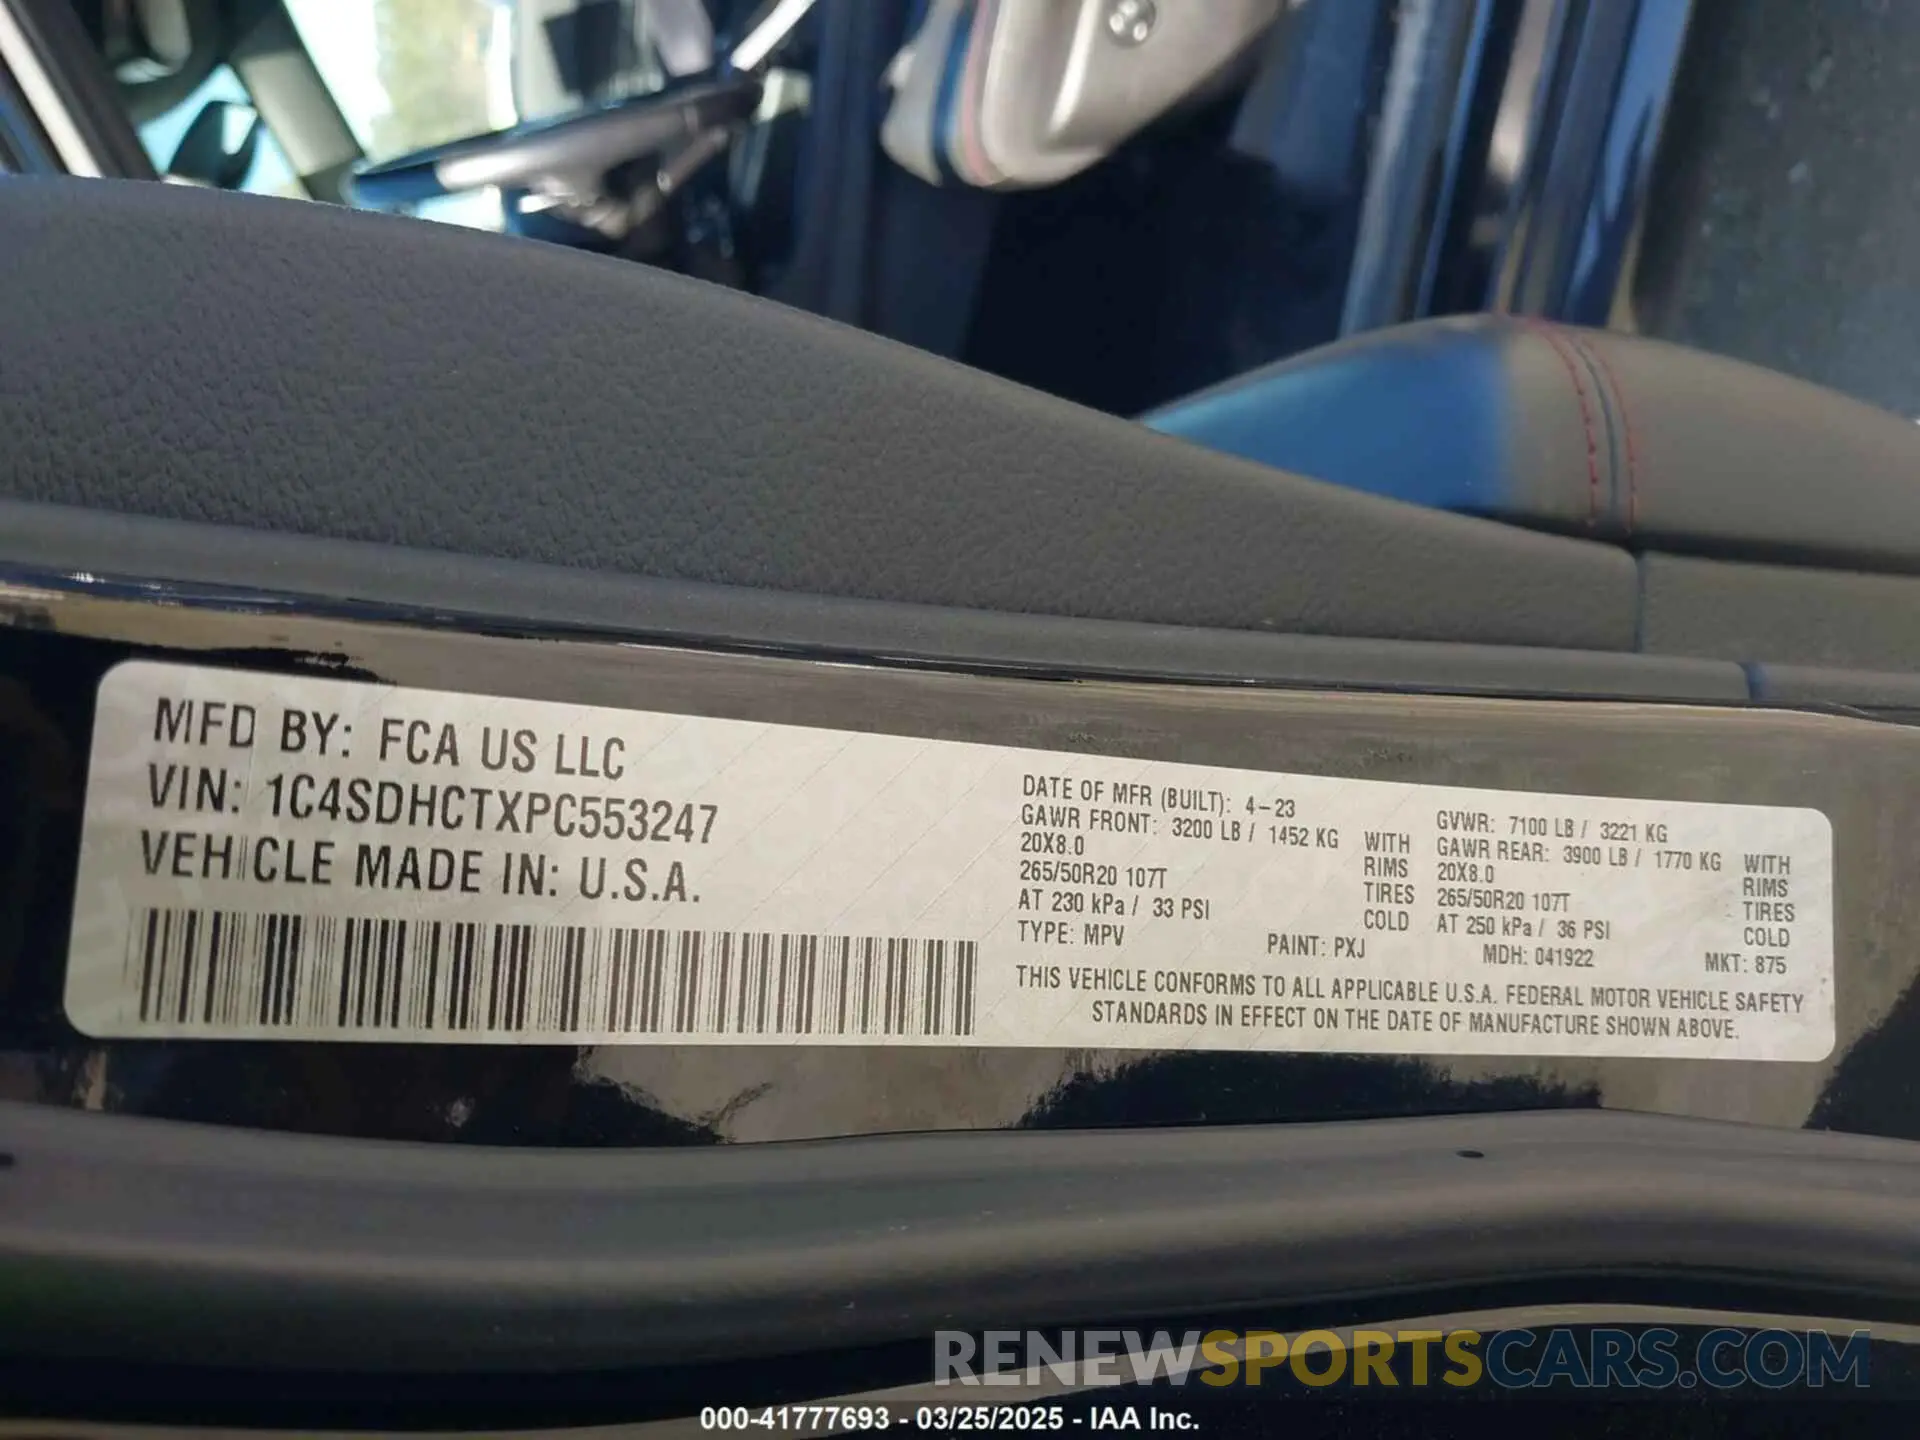 MFD BY: FCA US LLC
VIN: 1C4SDHCTXPC553247
VEHICLE MADE IN: U.S.A.
DATE OF MFR (BUILT): 4-23
GAWR FRONT: 3200 LB / 1452 KG WITH
20X8.0 RIMS
265/50R20 107T TIRES
AT 230 kPa / 33 PSI COLD
GVWR: 7100 LB / 3221 KG
GAWR REAR: 3900 LB / 1770 KG WITH
20X8.0 RIMS
265/50R20 107T TIRES
AT 250 kPa / 36 PSI COLD
TYPE: MPV PAINT: PXJ MDH: 041922 MKT: 875
THIS VEHICLE CONFORMS TO ALL APPLICABLE U.S.A. FEDERAL MOTOR VEHICLE SAFETY
STANDARDS IN EFFECT ON THE DATE OF MANUFACTURE SHOWN ABOVE.
RENEWSPORTSCARS.COM
000-41777693 - 03/25/2025 - IAA Inc.